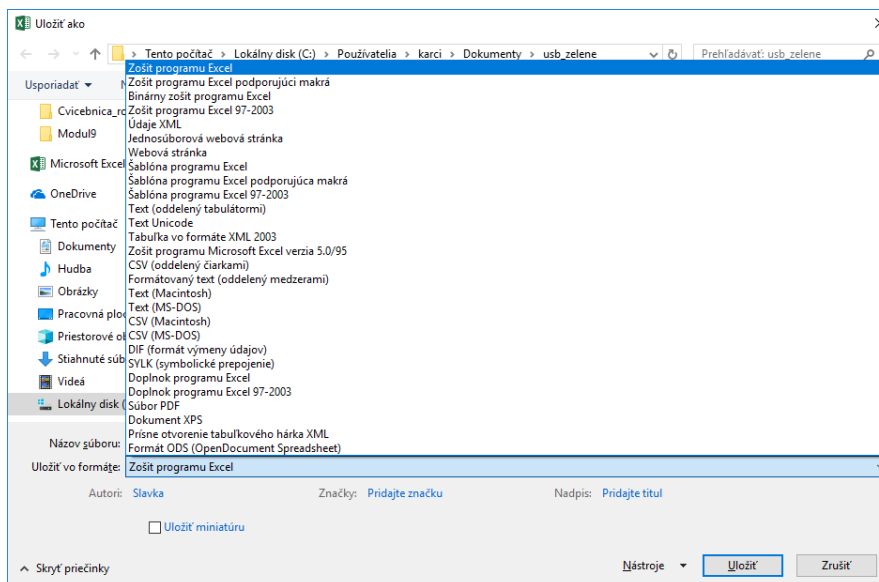 Uložiť ako
Tento počítač > Lokálny disk (C:) > Používatelia > karci > Dokumenty > usb_zelene
Prehľadávať: usb_zelene
Usporiadať
Zošit programu Excel
Zošit programu Excel podporujúci makrá
Binárny zošit programu Excel
Zošit programu Excel 97-2003
Údaje XML
Jednosúborová webová stránka
Webová stránka
Šablóna programu Excel
Šablóna programu Excel podporujúca makrá
Šablóna programu Excel 97-2003
Text (oddelený tabulátormi)
Text Unicode
Tabuľka vo formáte XML 2003
Zošit programu Microsoft Excel verzia 5.0/95
CSV (oddelený čiarkami)
Formátovaný text (oddelený medzerami)
Text (Macintosh)
Text (MS-DOS)
CSV (Macintosh)
CSV (MS-DOS)
DIF (formát výmeny údajov)
SYLK (symbolické prepojenie)
Doplnok programu Excel
Doplnok programu Excel 97-2003
Súbor PDF
Dokument XPS
Prísne otvorenie tabuľkového hárka XML
Formát ODS (OpenDocument Spreadsheet)
Cvicebnica_ro
Modul9
Microsoft Excel
OneDrive
Tento počítač
Dokumenty
Hudba
Obrázky
Pracovná plo
Priestorové ob
Stiahnuté súb
Videá
Lokálny disk (
Názov súboru:
Uložiť vo formáte: Zošit programu Excel
Autori: Slavka
Značky: Pridajte značku
Nadpis: Pridajte titul
Uložiť miniatúru
Skryť priečinky
Nástroje
Uložiť
Zrušiť